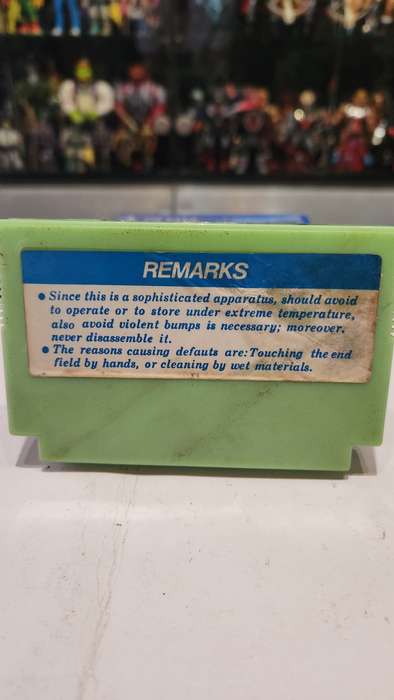 REMARKS
• Since this is a sophisticated apparatus, should avoid
to operate or to store under extreme temperature,
also avoid violent bumps is necessary; moreover.
never disassemble it.
• The reasons causing defauts are: Touching the end
field by hands, or cleaning by wet materials.